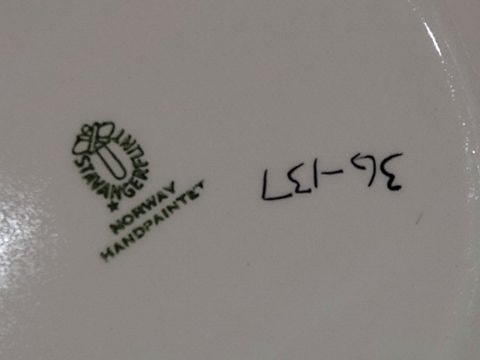 STAVANGERFLINT
NORWAY
HANDPAINTED
36-137